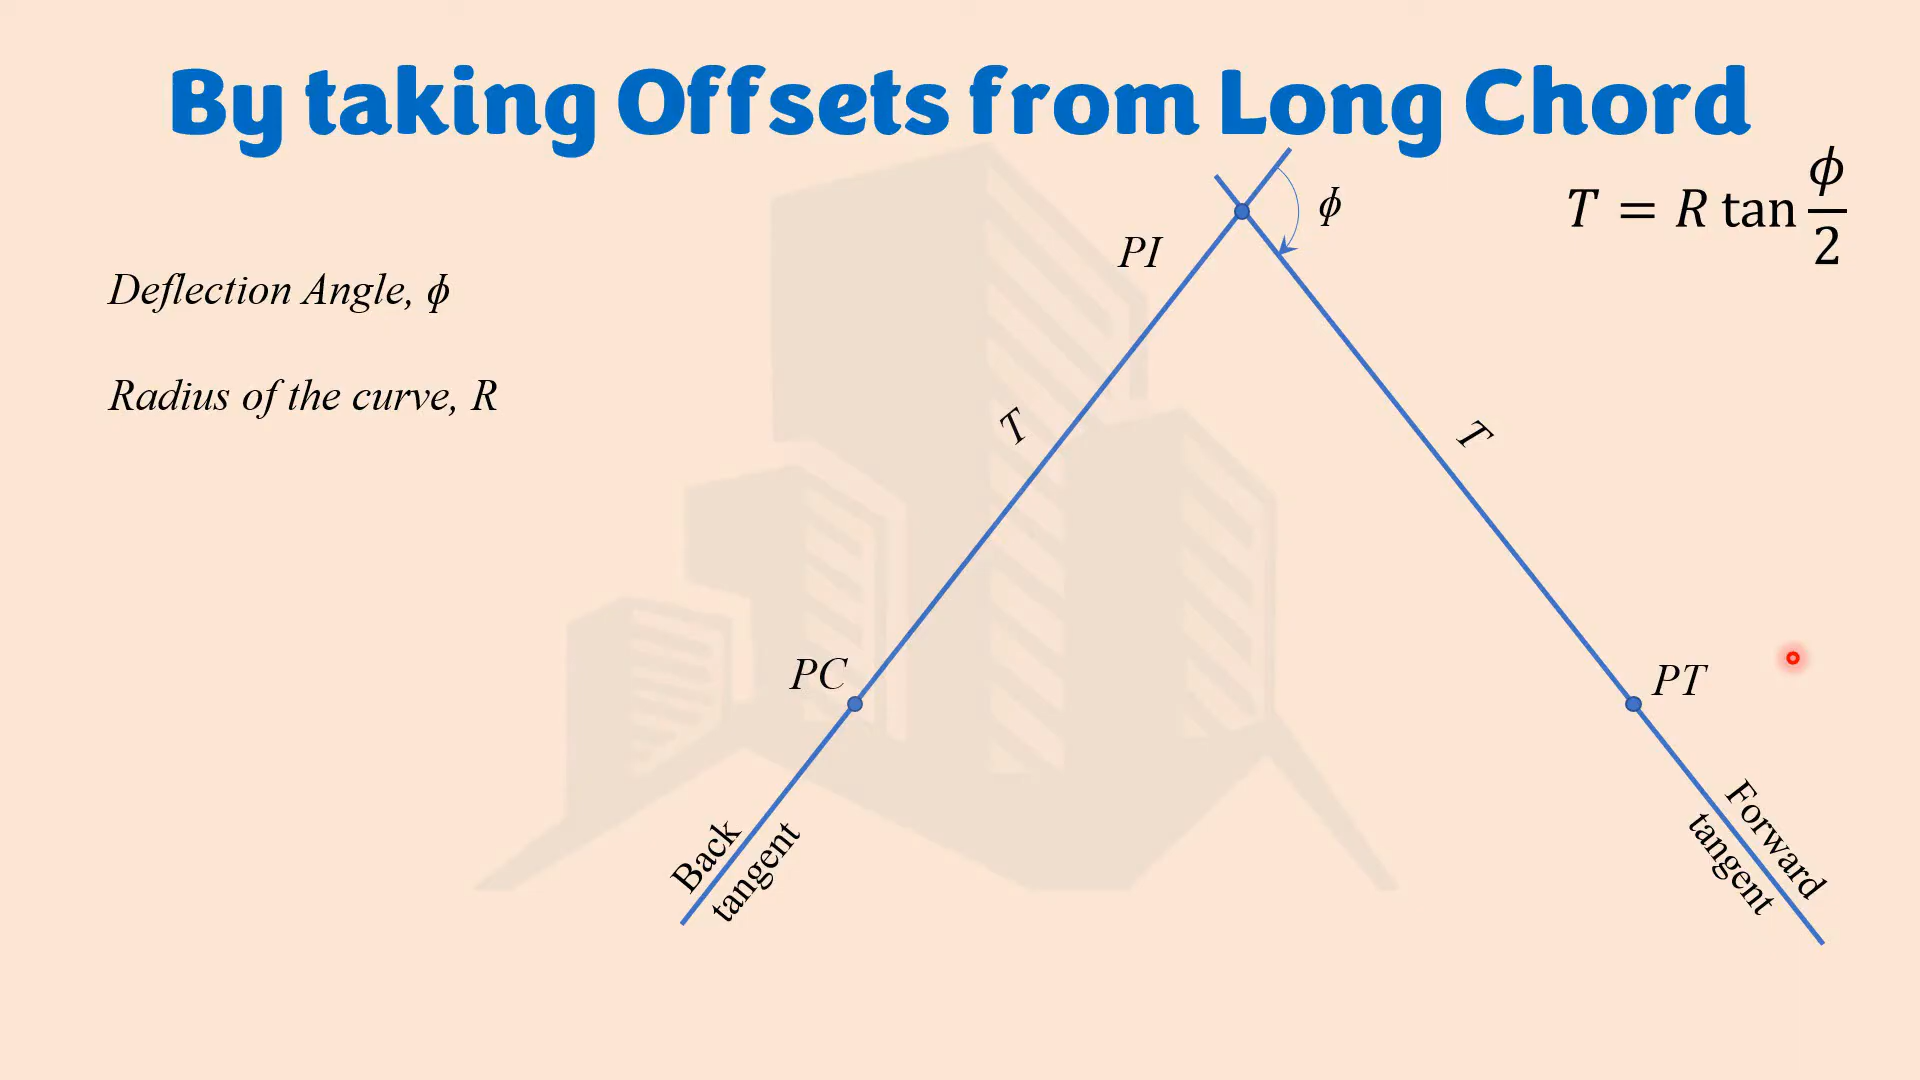 By taking Offsets from Long Chord
ϕ
T = R tan ϕ/2
PI
Deflection Angle, ϕ
Radius of the curve, R
T
T
PC
PT
Back
tangent
Forward
tangent